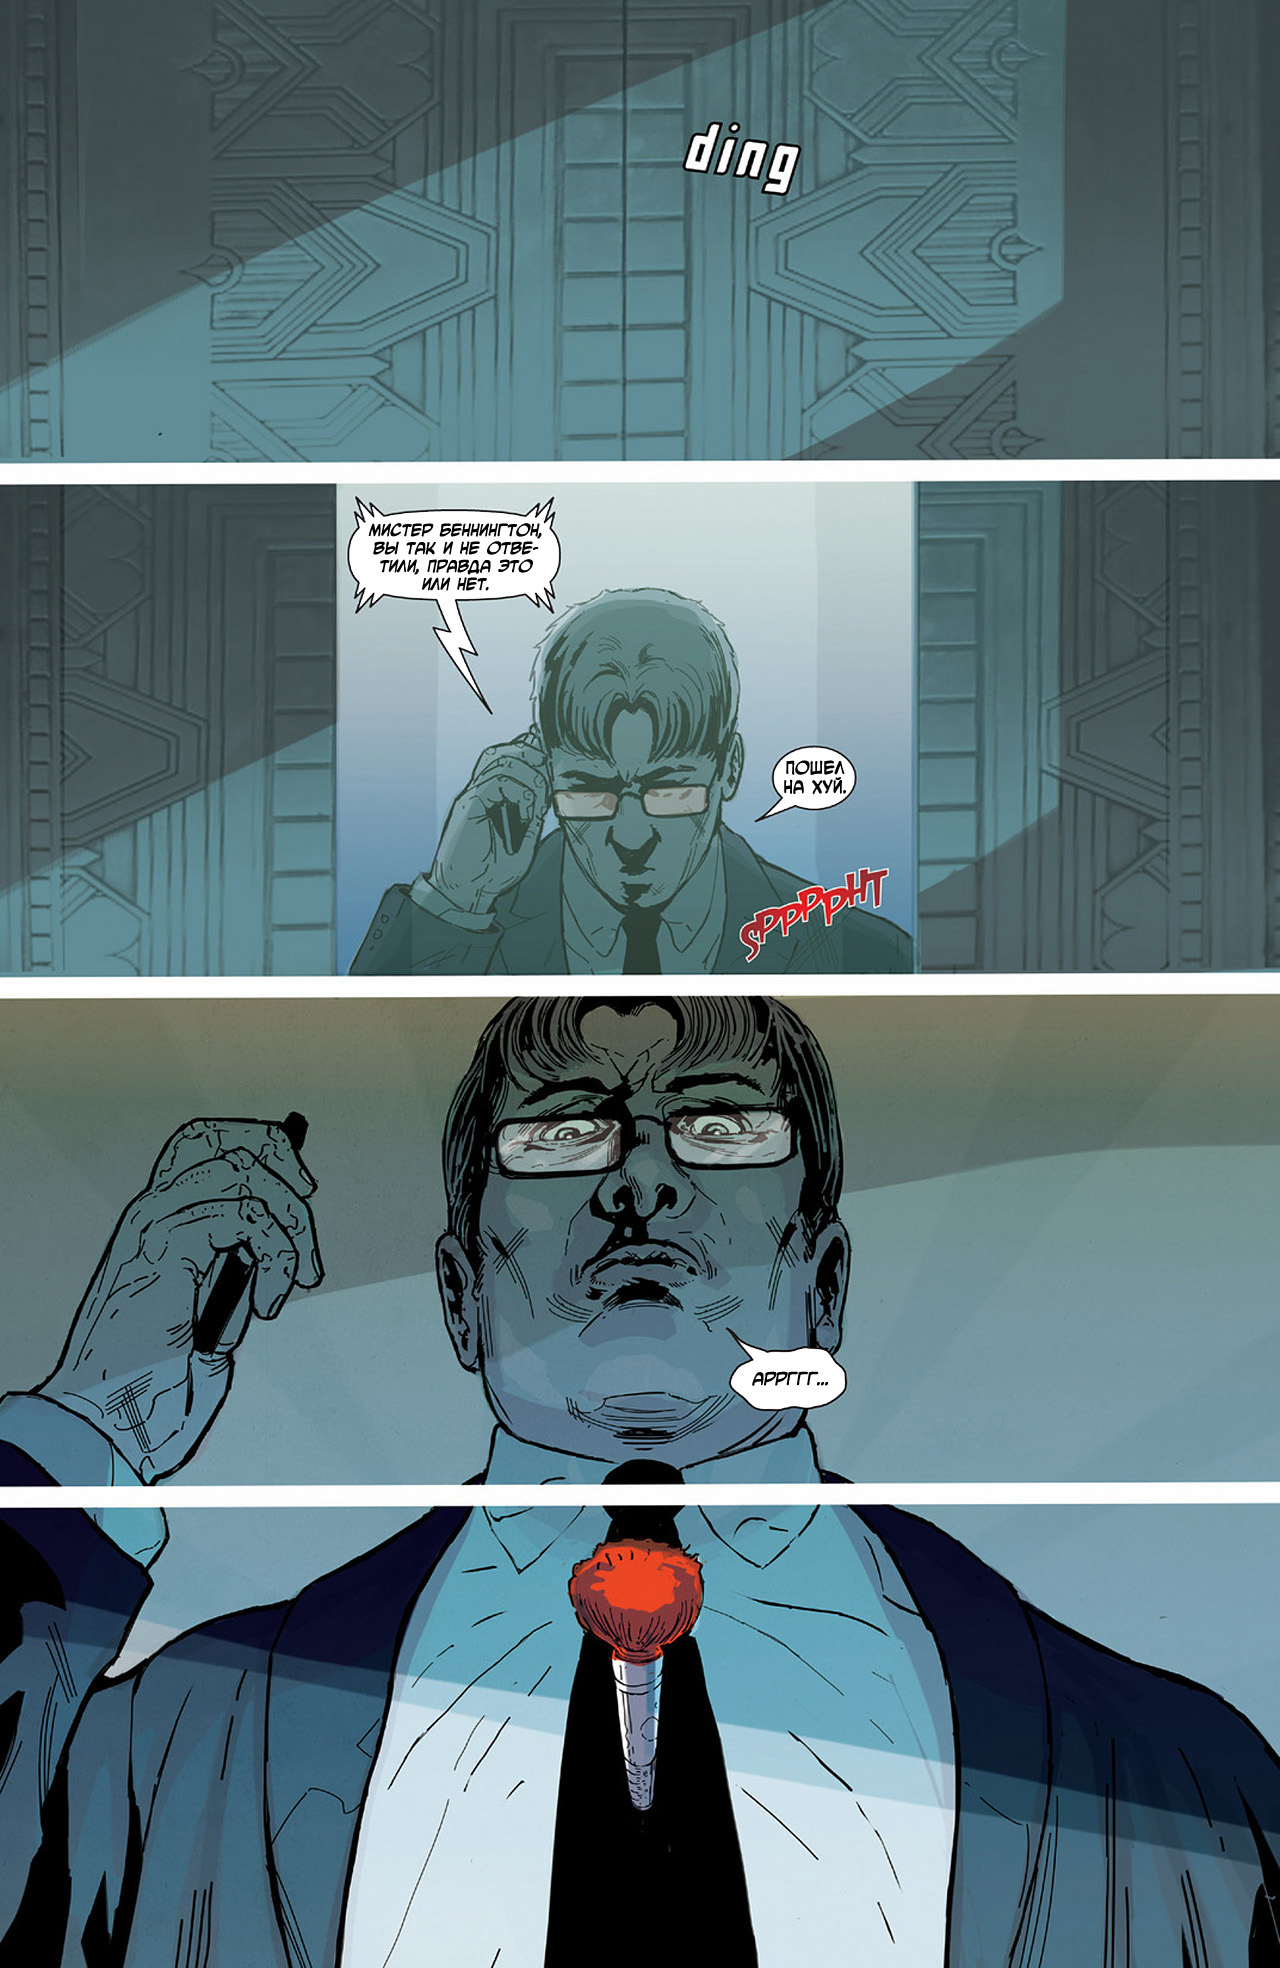 ding
МИСТЕР БЕННИНГТОН,
ВЫ ТАК И НЕ ОТВЕ-
ТИЛИ, ПРАВДА ЭТО
ИЛИ НЕТ.
ПОШЕЛ
НА ХУЙ.
SPPPPHT
АРРГГГ...